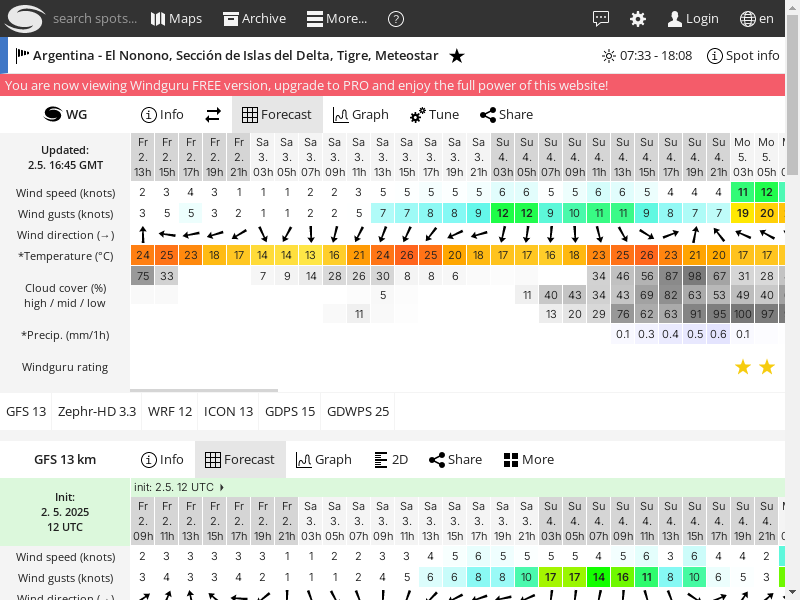 search spots... Maps Archive More... ? Login en
Argentina - El Nonono, Sección de Islas del Delta, Tigre, Meteostar ★ 07:33 - 18:08 Spot info
You are now viewing Windguru FREE version, upgrade to PRO and enjoy the full power of this website!
WG Info Forecast Graph Tune Share
Updated:
2.5. 16:45 GMT
Fr Fr Fr Fr Fr Sa Sa Sa Sa Sa Sa Sa Sa Sa Sa Su Su Su Su Su Su Su Su Su Su Mo Mo
2. 2. 2. 2. 2. 3. 3. 3. 3. 3. 3. 3. 3. 3. 3. 4. 4. 4. 4. 4. 4. 4. 4. 4. 4. 5. 5.
13h 15h 17h 19h 21h 03h 05h 07h 09h 11h 13h 15h 17h 19h 21h 03h 05h 07h 09h 11h 13h 15h 17h 19h 21h 03h 05h
Wind speed (knots) 2 3 4 3 1 1 1 2 2 3 5 5 5 5 5 6 6 5 5 6 6 5 4 4 4 11 12
Wind gusts (knots) 3 5 5 3 2 1 1 2 2 5 7 7 8 8 9 12 12 9 10 11 11 9 8 7 7 19 20
Wind direction (→)
*Temperature (°C) 24 25 23 18 17 14 14 13 16 21 24 26 25 20 18 17 17 16 18 23 25 26 23 21 20 17 17
Cloud cover (%)
high / mid / low
75 33 7 9 14 28 26 30 8 8 6 34 46 56 87 98 67 31 28
5 11 40 43 34 43 69 82 63 53 49 40
11 13 20 29 76 62 63 91 95 100 97
*Precip. (mm/1h) 0.1 0.3 0.4 0.5 0.6 0.1
Windguru rating ★ ★
GFS 13 Zephr-HD 3.3 WRF 12 ICON 13 GDPS 15 GDWPS 25
GFS 13 km Info Forecast Graph 2D Share More
init: 2.5. 12 UTC
Init:
2. 5. 2025
12 UTC
Fr Fr Fr Fr Fr Fr Fr Sa Sa Sa Sa Sa Sa Sa Sa Sa Sa Su Su Su Su Su Su Su Su Su Su
2. 2. 2. 2. 2. 2. 2. 3. 3. 3. 3. 3. 3. 3. 3. 3. 3. 4. 4. 4. 4. 4. 4. 4. 4. 4. 4.
09h 11h 13h 15h 17h 19h 21h 03h 05h 07h 09h 11h 13h 15h 17h 19h 21h 03h 05h 07h 09h 11h 13h 15h 17h 19h 21h
Wind speed (knots) 2 3 3 3 3 3 1 1 2 2 3 3 4 5 6 5 5 5 5 4 5 6 3 6 4 4 2
Wind gusts (knots) 3 4 3 3 4 2 1 1 1 2 4 5 6 6 8 8 10 17 17 14 16 11 8 10 6 5 3
Wind direction (→)